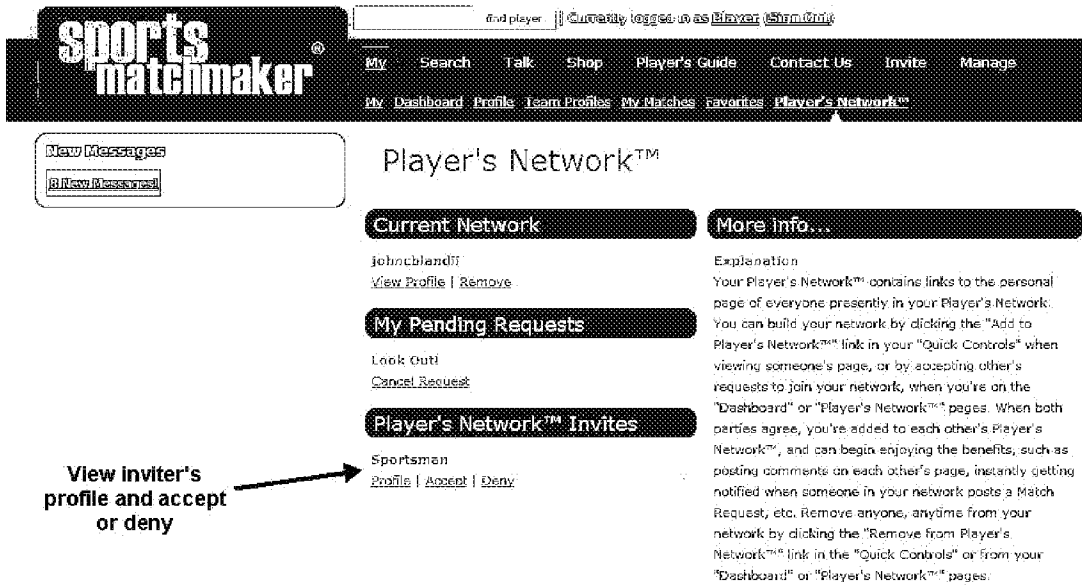 sports
matchmaker®
find player
Currently logged in as Player (Sign Out)
My Search Talk Shop Player's Guide Contact Us Invite Manage
My Dashboard Profile Team Profiles My Matches Favorites Player's Network™
New Messages
8 New Messages!
Player's Network™
Current Network
johncblandii
View Profile | Remove
My Pending Requests
Look Out!
Cancel Request
Player's Network™ Invites
Sportsman
Profile | Accept | Deny
View inviter's
profile and accept
or deny
More info...
Explanation
Your Player's Network™ contains links to the personal
page of everyone presently in your Player's Network.
You can build your network by clicking the "Add to
Player's Network™" link in your "Quick Controls" when
viewing someone's page, or by accepting other's
requests to join your network, when you're on the
"Dashboard" or "Player's Network™" pages. When both
parties agree, you're added to each other's Player's
Network™, and can begin enjoying the benefits, such as
posting comments on each other's page, instantly getting
notified when someone in your network posts a Match
Request, etc. Remove anyone, anytime from your
network by clicking the "Remove from Player's
Network™" link in the "Quick Controls" or from your
"Dashboard" or "Player's Network™" pages.